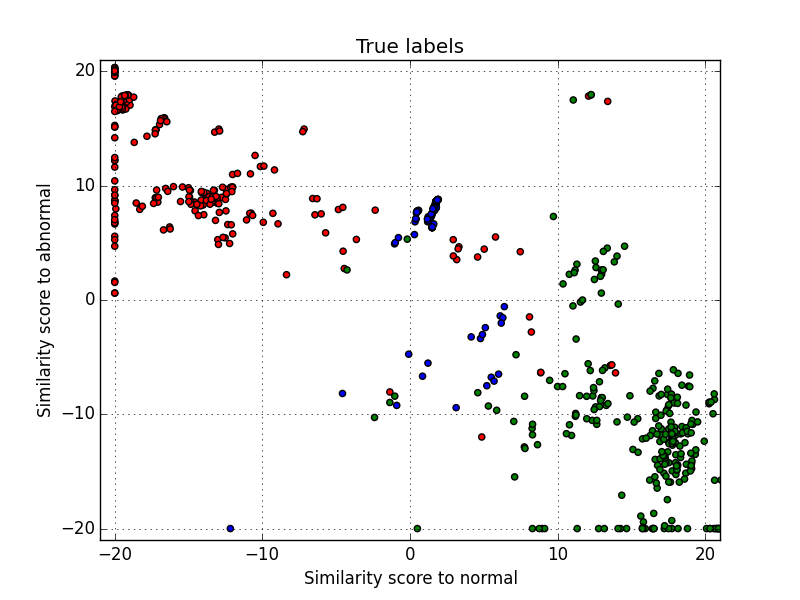 True labels
20
10
0
−10
−20
Similarity score to abnormal
−20 −10 0 10 20
Similarity score to normal